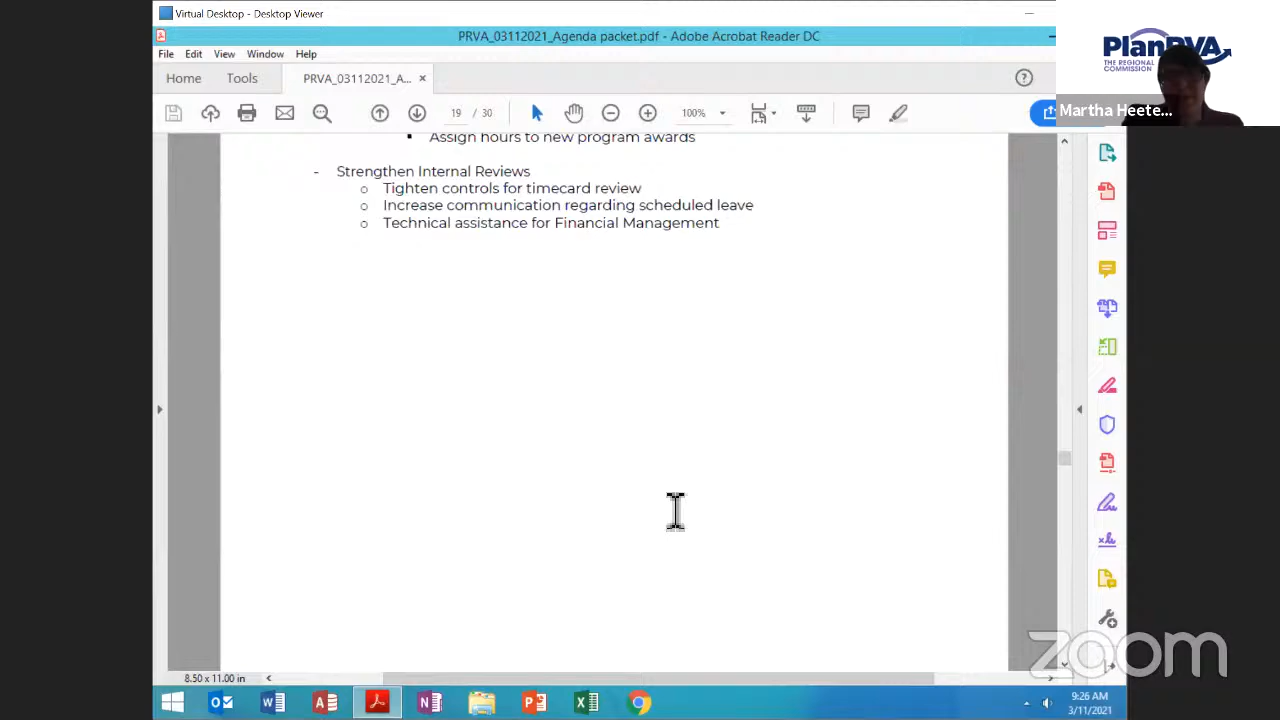 Virtual Desktop - Desktop Viewer
PRVA_03112021_Agenda packet.pdf - Adobe Acrobat Reader DC
File Edit View Window Help
Home Tools PRVA_03112021_A... ×
19 / 30 100%
▪ Assign hours to new program awards
- Strengthen Internal Reviews
o Tighten controls for timecard review
o Increase communication regarding scheduled leave
o Technical assistance for Financial Management
8.50 x 11.00 in
9:26 AM
3/11/2021
PlanRVA
THE REGIONAL
COMMISSION
Martha Heete...
zoom